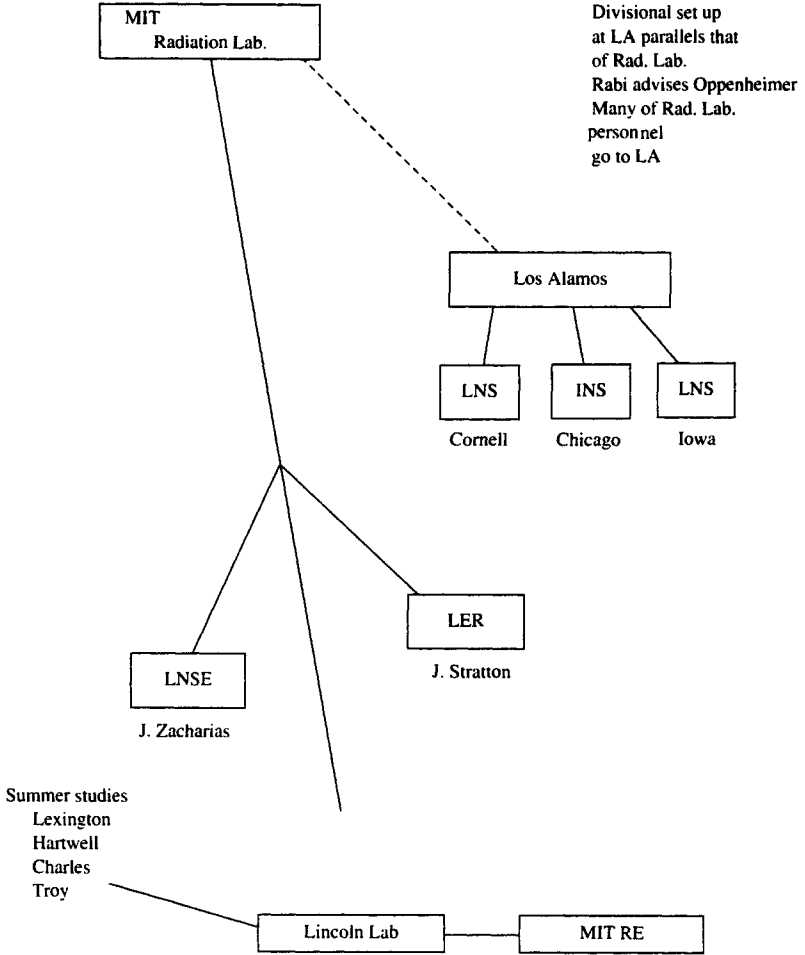 MIT
Radiation Lab.
Divisional set up
at LA parallels that
of Rad. Lab.
Rabi advises Oppenheimer
Many of Rad. Lab.
personnel
go to LA
Los Alamos
LNS
INS
LNS
Cornell
Chicago
Iowa
LER
J. Stratton
LNSE
J. Zacharias
Summer studies
Lexington
Hartwell
Charles
Troy
Lincoln Lab
MIT RE